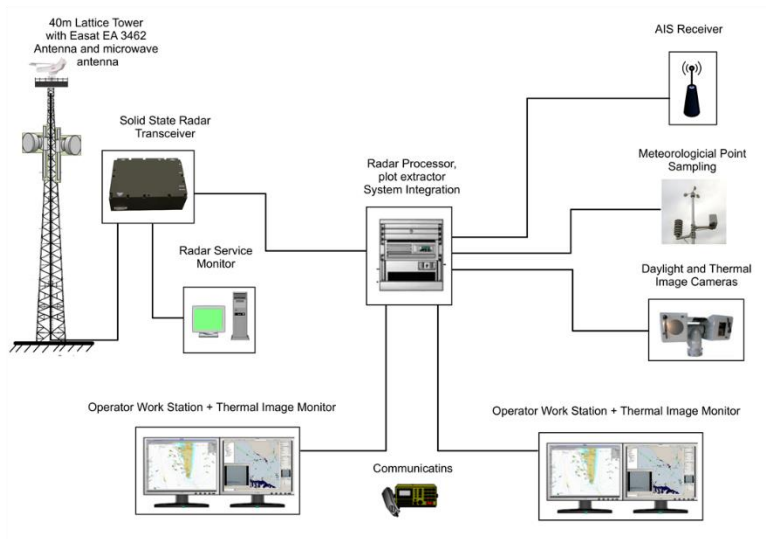 40m Lattice Tower
with Easat EA 3462
Antenna and microwave
antenna
AIS Receiver
Solid State Radar
Transceiver
Radar Processor,
plot extractor
System Integration
Meteorologicial Point
Sampling
Radar Service
Monitor
Daylight and Thermal
Image Cameras
Operator Work Station + Thermal Image Monitor
Operator Work Station + Thermal Image Monitor
Communicatins